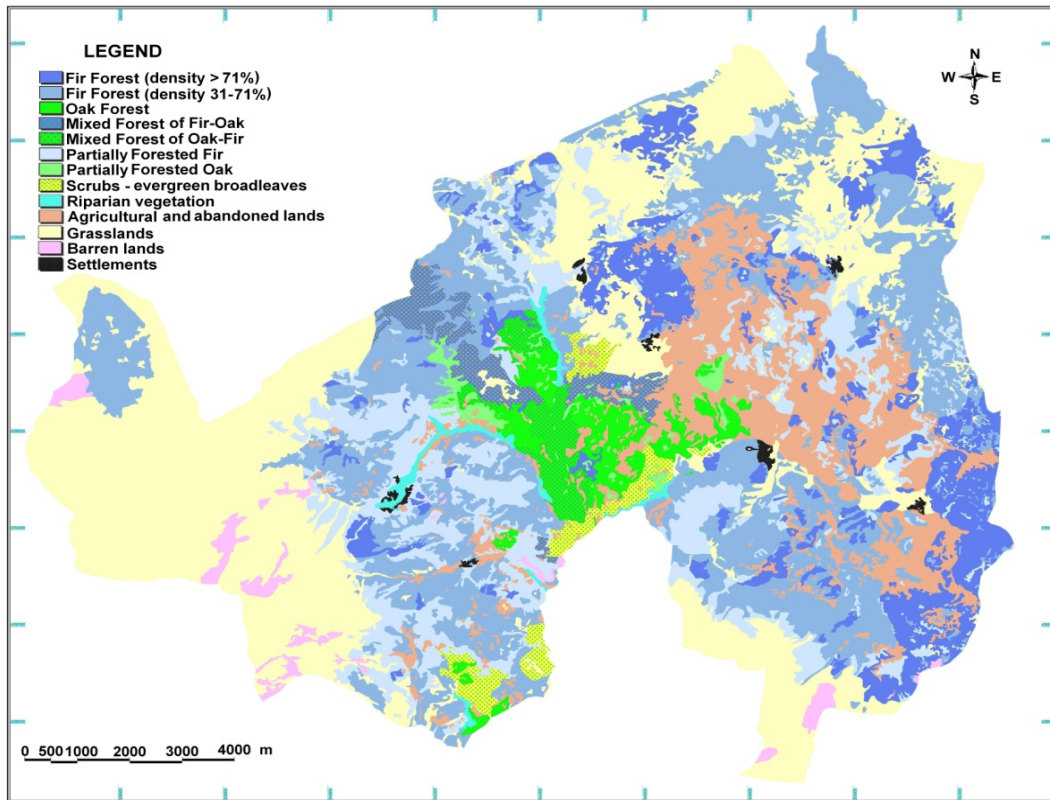 LEGEND
Fir Forest (density > 71%)
Fir Forest (density 31-71%)
Oak Forest
Mixed Forest of Fir-Oak
Mixed Forest of Oak-Fir
Partially Forested Fir
Partially Forested Oak
Scrubs - evergreen broadleaves
Riparian vegetation
Agricultural and abandoned lands
Grasslands
Barren lands
Settlements
N
W E
S
0 500 1000 2000 3000 4000 m